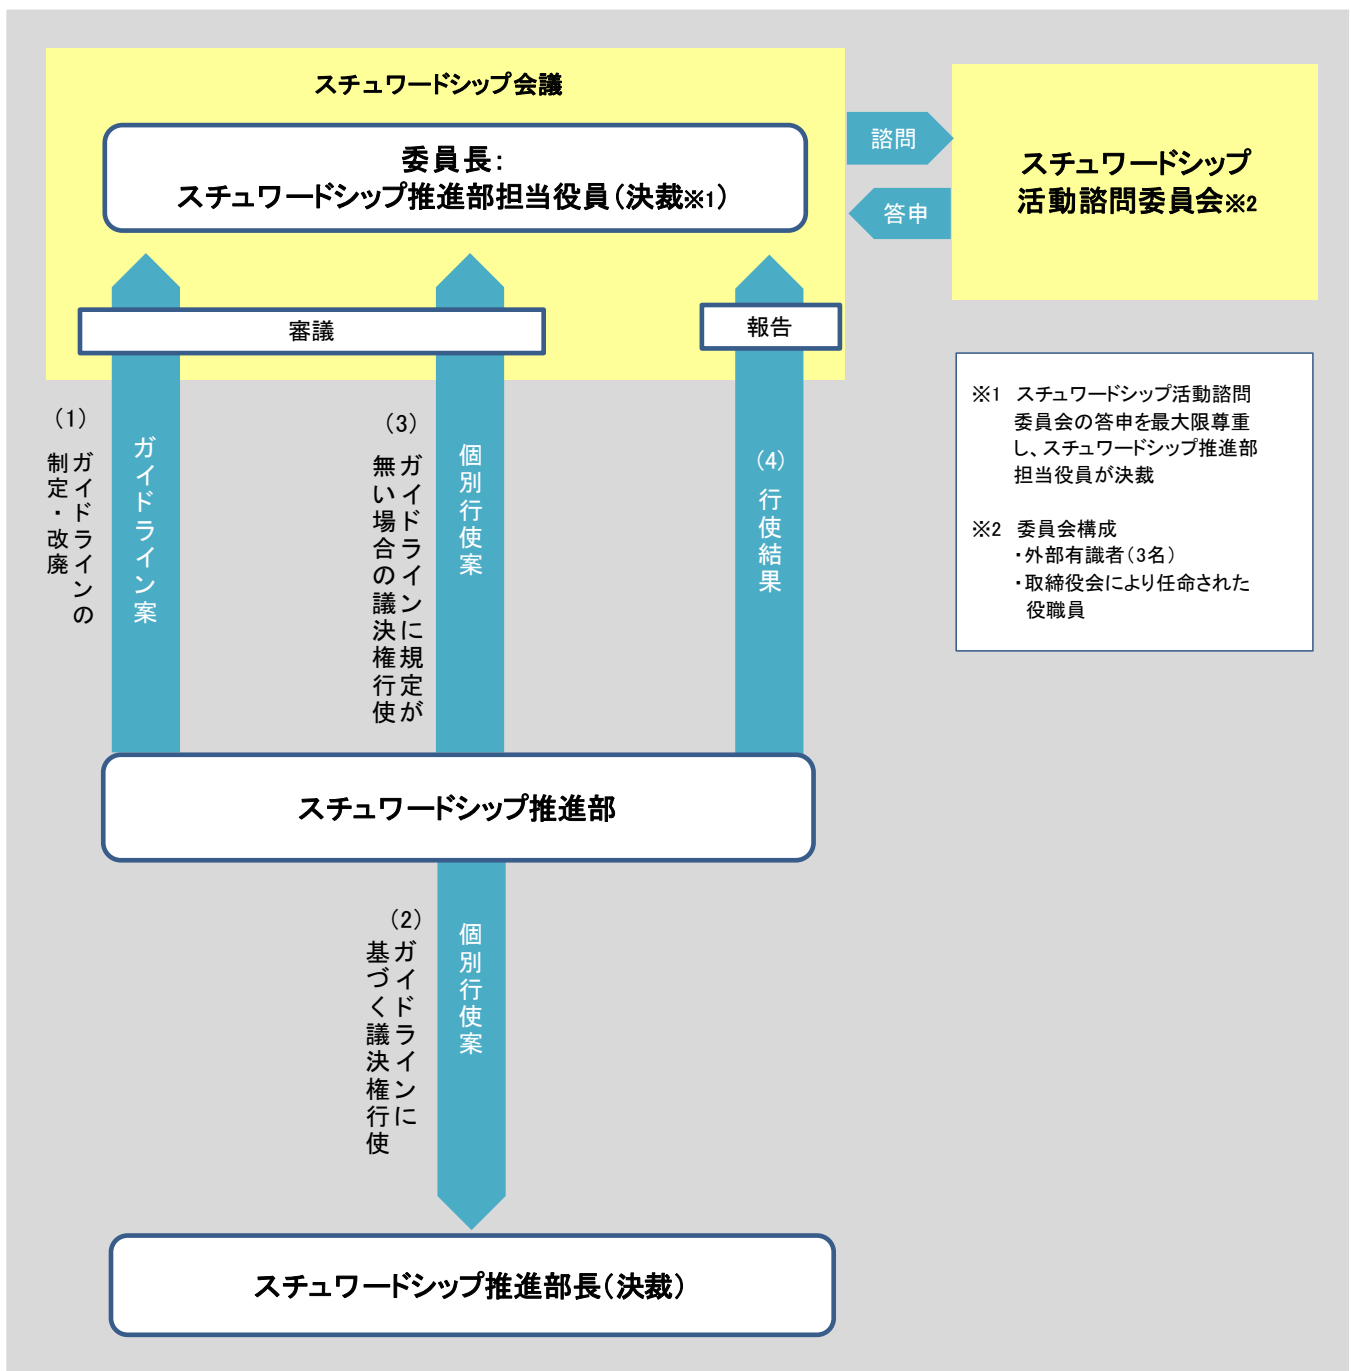 スチュワードシップ会議
委員長：
スチュワードシップ推進部担当役員（決裁※1）
諮問
答申
スチュワードシップ
活動諮問委員会※2
審議
報告
（1）
ガイドラインの
制定・改廃
ガイドライン案
（3）
ガイドラインに規定が
無い場合の議決権行使
個別行使案
（4）行使結果
※1 スチュワードシップ活動諮問
委員会の答申を最大限尊重
し、スチュワードシップ推進部
担当役員が決裁
※2 委員会構成
・外部有識者（3名）
・取締役会により任命された
役職員
スチュワードシップ推進部
（2）
ガイドラインに
基づく議決権行使
個別行使案
スチュワードシップ推進部長（決裁）